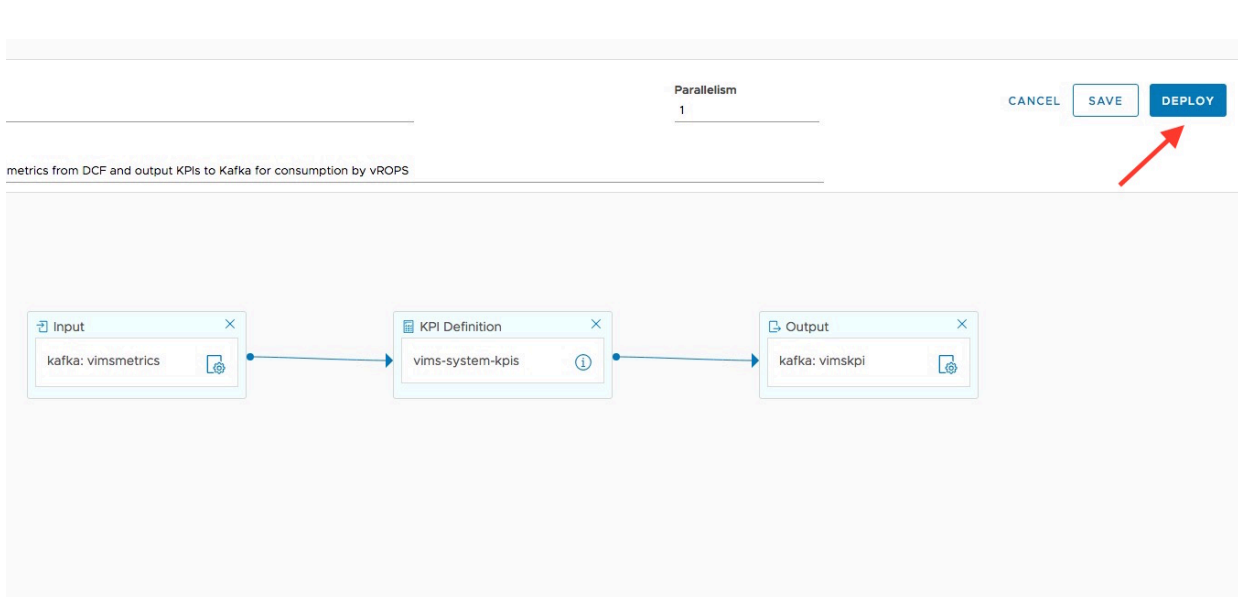 Parallelism
1
CANCEL
SAVE
DEPLOY
metrics from DCF and output KPIs to Kafka for consumption by vROPS
Input
kafka: vimsmetrics
KPI Definition
vims-system-kpis
Output
kafka: vimskpi